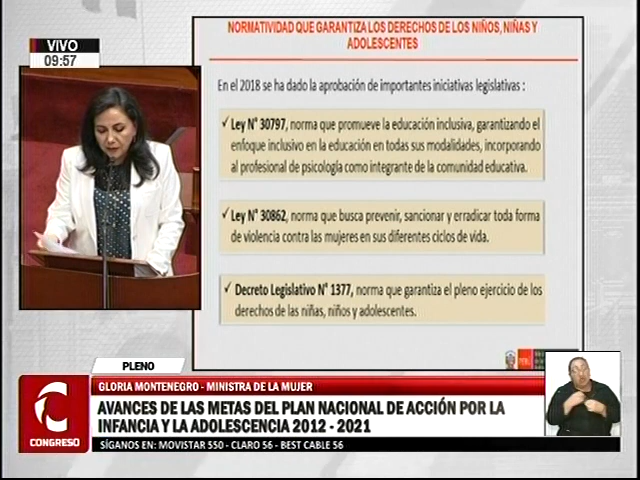 VIVO
09:57
NORMATIVIDAD QUE GARANTIZA LOS DERECHOS DE LOS NIÑOS, NIÑAS Y
ADOLESCENTES
En el 2018 se ha dado la aprobación de importantes iniciativas legislativas :
✓ Ley N° 30797, norma que promueve la educación inclusiva, garantizando el
enfoque inclusivo en la educación en todas sus modalidades, incorporando
al profesional de psicología como integrante de la comunidad educativa.
✓ Ley N° 30862, norma que busca prevenir, sancionar y erradicar toda forma
de violencia contra las mujeres en sus diferentes ciclos de vida.
✓ Decreto Legislativo N° 1377, norma que garantiza el pleno ejercicio de los
derechos de las niñas, niños y adolescentes.
PERÚ
PLENO
GLORIA MONTENEGRO - MINISTRA DE LA MUJER
AVANCES DE LAS METAS DEL PLAN NACIONAL DE ACCIÓN POR LA
INFANCIA Y LA ADOLESCENCIA 2012 - 2021
CONGRESO
SÍGANOS EN: MOVISTAR 550 - CLARO 56 - BEST CABLE 56